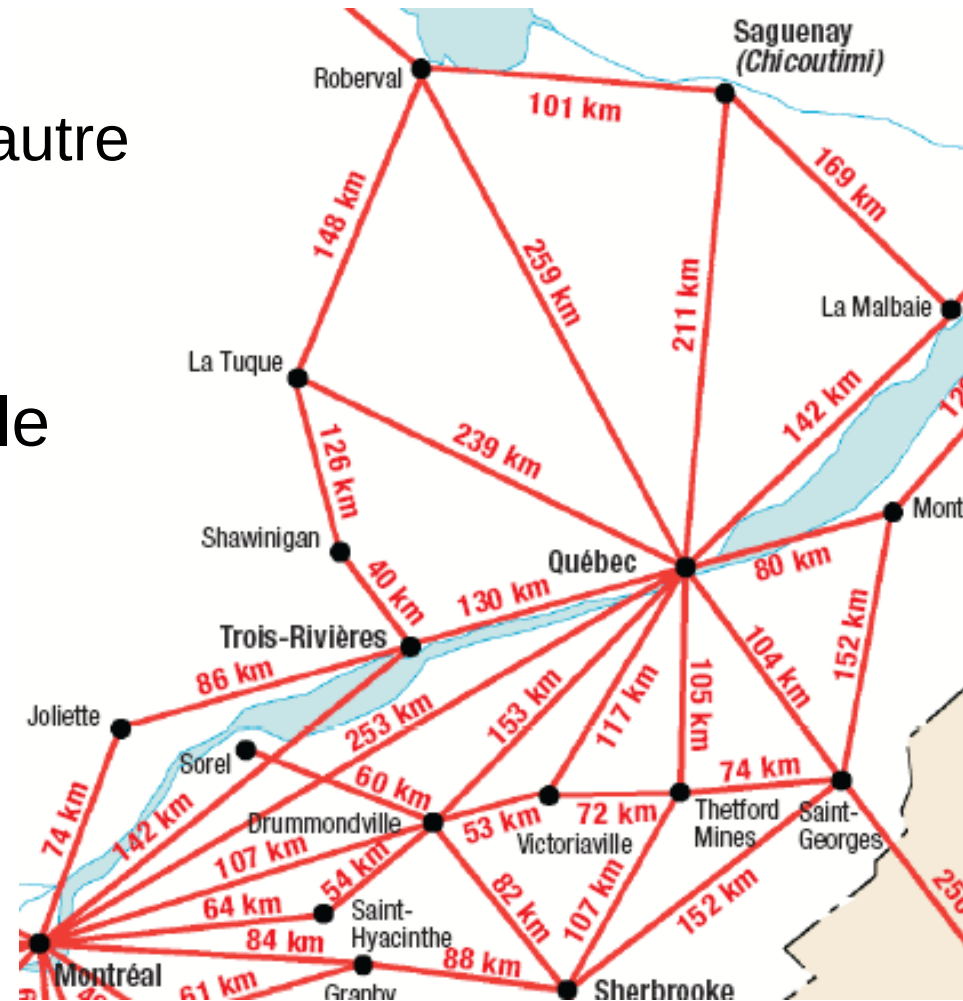 Saguenay
(Chicoutimi)
Roberval
101 km
autre
169 km
148 km
259 km
211 km
La Malbaie
La Tuque
142 km
239 km
126 km
Mont
Shawinigan
Québec
80 km
40 km
130 km
Trois-Rivières
104 km
152 km
86 km
105 km
153 km
117 km
253 km
Joliette
Sorel
60 km
74 km
74 km
142 km
Drummondville
53 km
72 km
Thetford
Mines
Saint-
Georges
Victoriaville
107 km
54 km
82 km
107 km
152 km
64 km
Saint-
Hyacinthe
84 km
88 km
Montréal
61 km
Granby
Sherbrooke